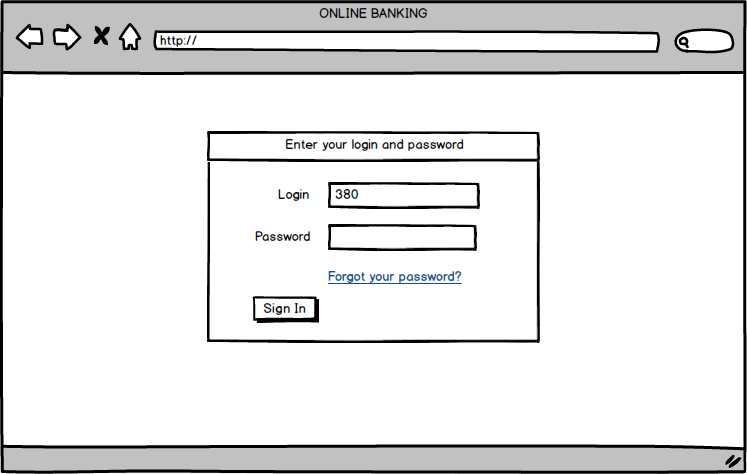 ONLINE BANKING
http://
Enter your login and password
Login 380
Password
Forgot your password?
Sign In